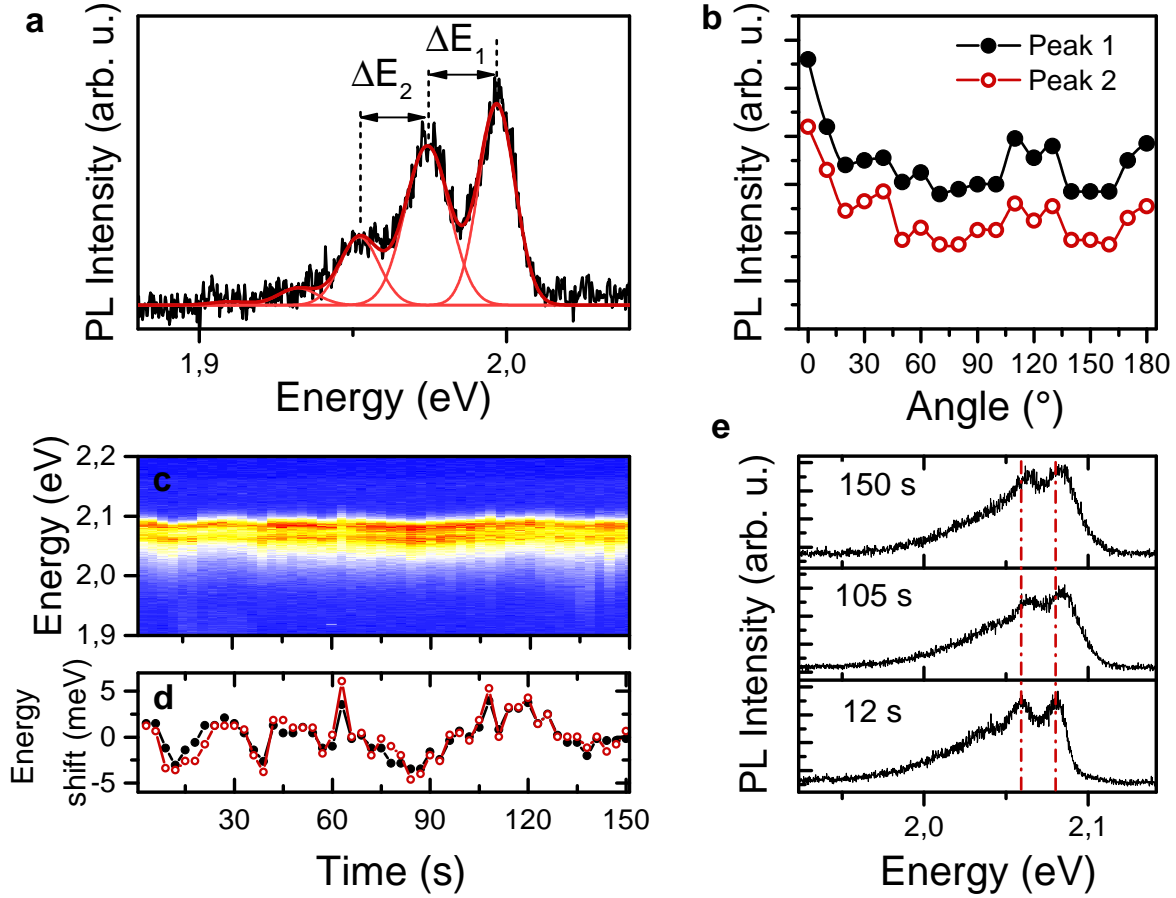 a
ΔE₁
ΔE₂
PL Intensity (arb. u.)
1,9
2,0
Energy (eV)
b
Peak 1
Peak 2
PL Intensity (arb. u.)
0 30 60 90 120 150 180
Angle (°)
c
2,2
2,1
2,0
1,9
Energy (eV)
d
5
0
-5
Energy
shift (meV)
30 60 90 120 150
Time (s)
e
150 s
105 s
12 s
PL Intensity (arb. u.)
2,0
2,1
Energy (eV)